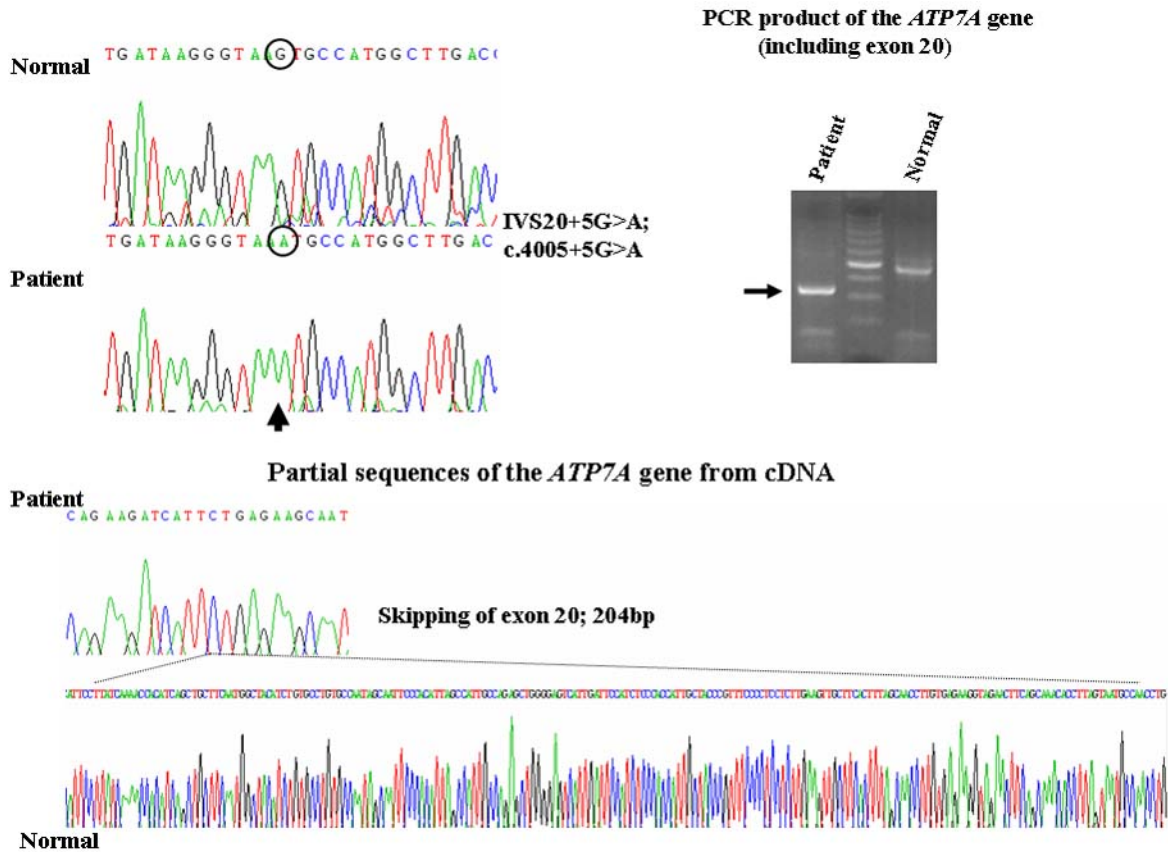 PCR product of the ATP7A gene
(including exon 20)
TGATAAGGGTAAGTGCCATGGCTTGACC
Normal
Patient
Normal
IVS20+5G>A;
c.4005+5G>A
TGATAAGGGTAAATGCCATGGCTTGAC
Patient
Partial sequences of the ATP7A gene from cDNA
Patient
CAGAAGATCATTCTGAGAAGCAAT
Skipping of exon 20; 204bp
Normal